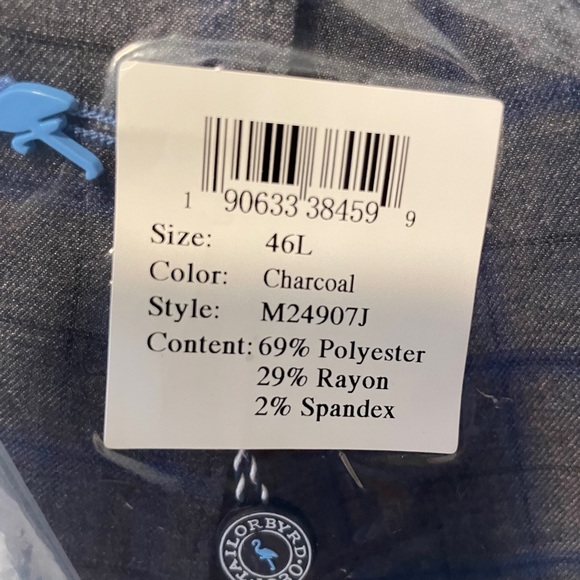 1 90633 38459 9
Size: 46L
Color: Charcoal
Style: M24907J
Content: 69% Polyester
29% Rayon
2% Spandex
TAILORBYRD